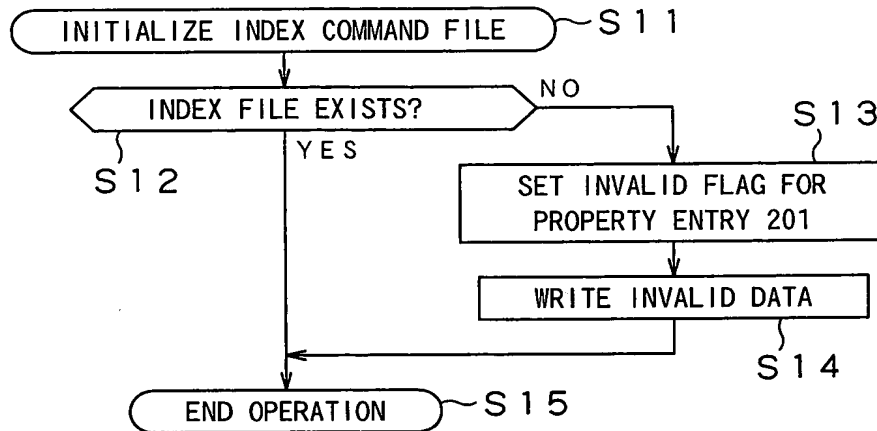 INITIALIZE INDEX COMMAND FILE
S11
INDEX FILE EXISTS?
NO
S12
YES
S13
SET INVALID FLAG FOR
PROPERTY ENTRY 201
WRITE INVALID DATA
S14
END OPERATION
S15